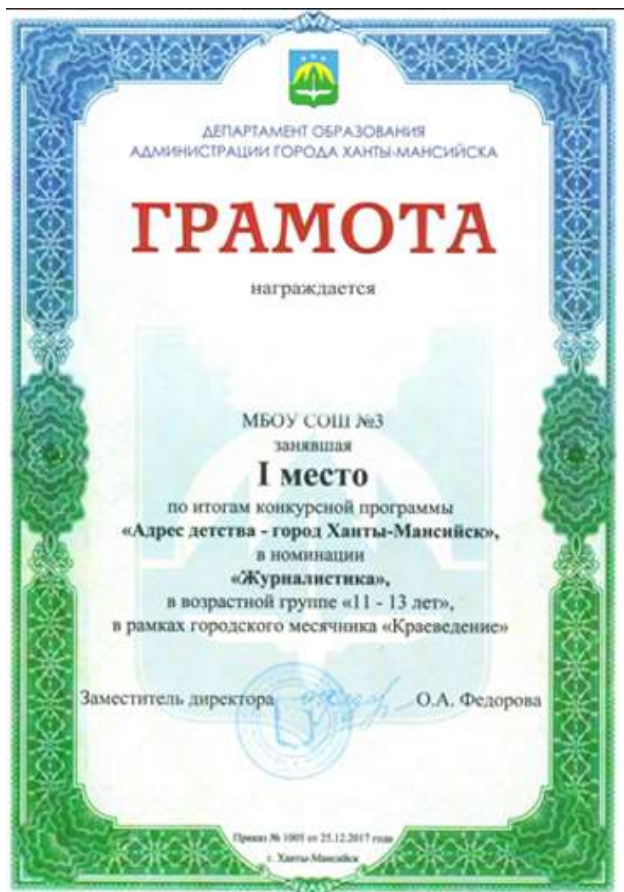 ДЕПАРТАМЕНТ ОБРАЗОВАНИЯ
АДМИНИСТРАЦИИ ГОРОДА ХАНТЫ-МАНСИЙСКА
ГРАМОТА
награждается
МБОУ СОШ №3
занявшая
I место
по итогам конкурсной программы
«Адрес детства - город Ханты-Мансийск»,
в номинации
«Журналистика»,
в возрастной группе «11 - 13 лет»,
в рамках городского месячника «Краеведение»
Заместитель директора О.А. Федорова
Приказ № 1005 от 25.12.2017 года
г. Ханты-Мансийск